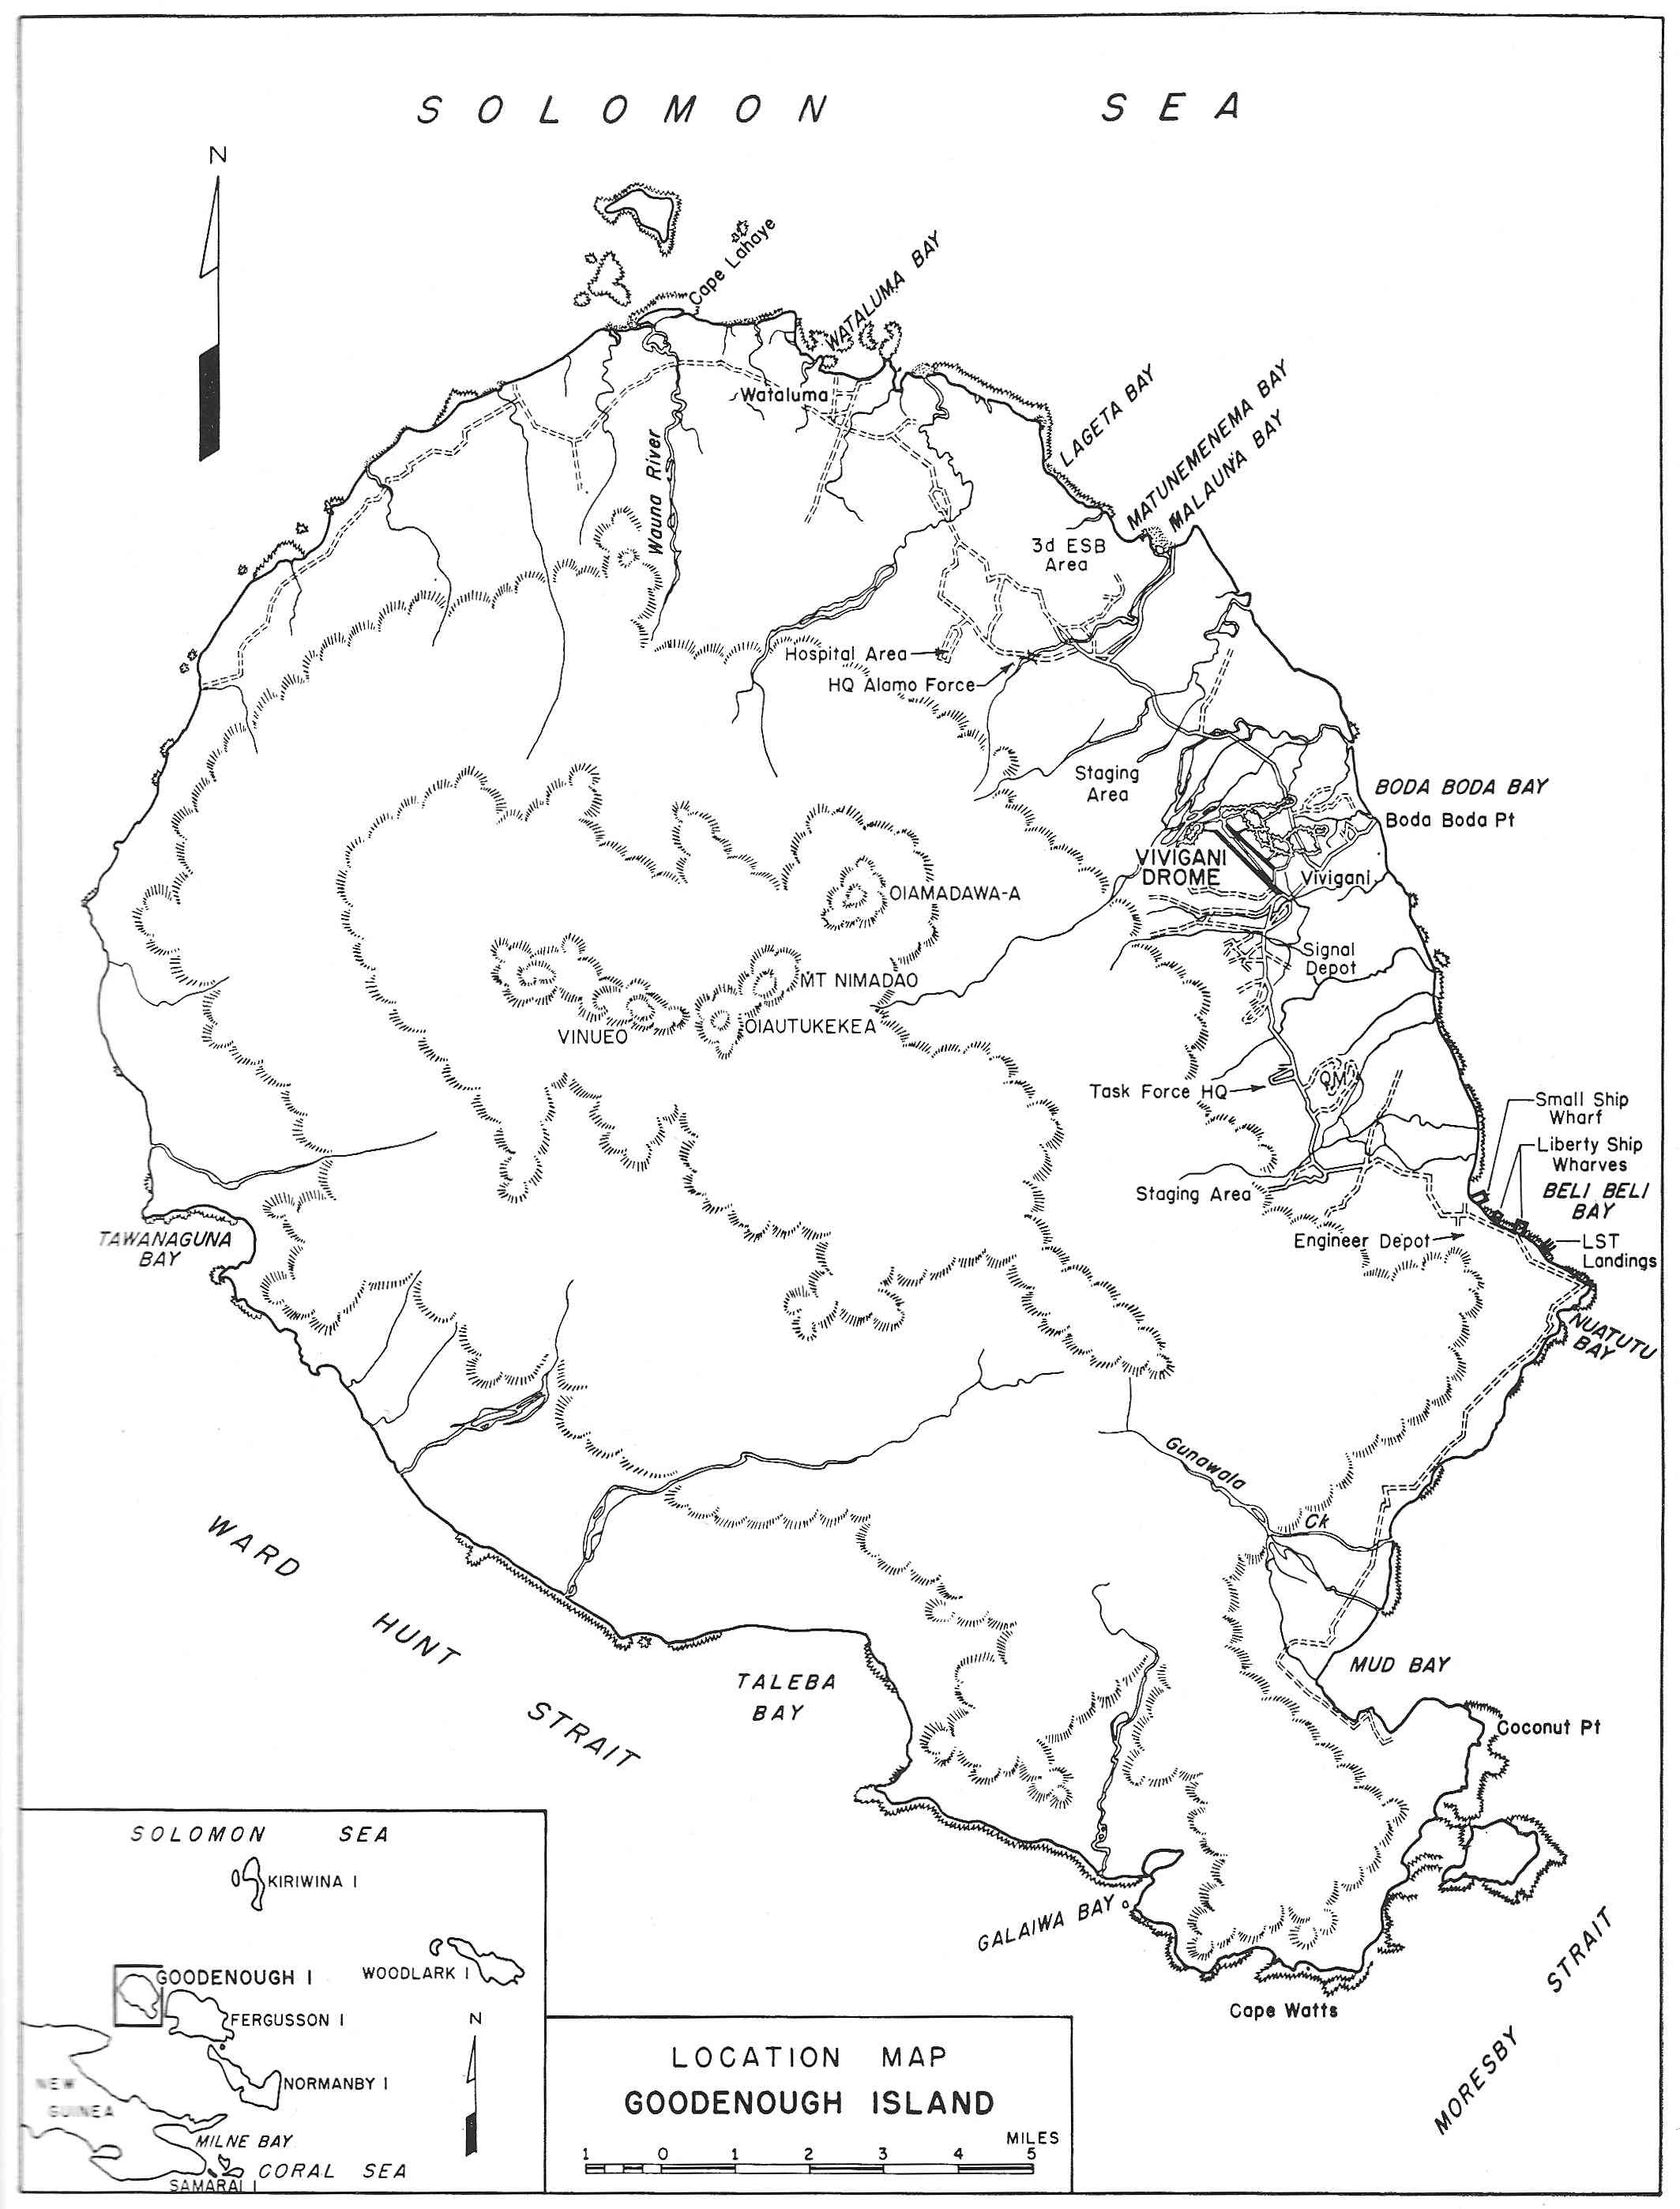 SOLOMON SEA
N
Cape Lahaye
WATALUMA BAY
Wataluma
LAGETA BAY
MATUNEMENEMA BAY
MALAUNA BAY
Wauna River
3d ESB
Area
Hospital Area
HQ Alamo Force
Staging
Area
BODA BODA BAY
Boda Boda Pt
VIVIGANI
DROME
Vivigani
OIAMADAWA-A
Signal
Depot
MT NIMADAO
OIAUTUKEKEA
VINUEO
Task Force HQ
QM
Small Ship
Wharf
Liberty Ship
Wharves
BELI BELI
BAY
Staging Area
Engineer Depot
LST
Landings
TAWANAGUNA
BAY
NUATUTU
BAY
Gunawala
Ck
WARD
HUNT
STRAIT
TALEBA
BAY
MUD BAY
Coconut Pt
GALAIWA BAY
Cape Watts
MORESBY STRAIT
SOLOMON SEA
KIRIWINA I
GOODENOUGH I
WOODLARK I
FERGUSSON I
N
NORMANBY I
NEW
GUINEA
MILNE BAY
CORAL SEA
SAMARAI I
LOCATION MAP
GOODENOUGH ISLAND
MILES
1 0 1 2 3 4 5